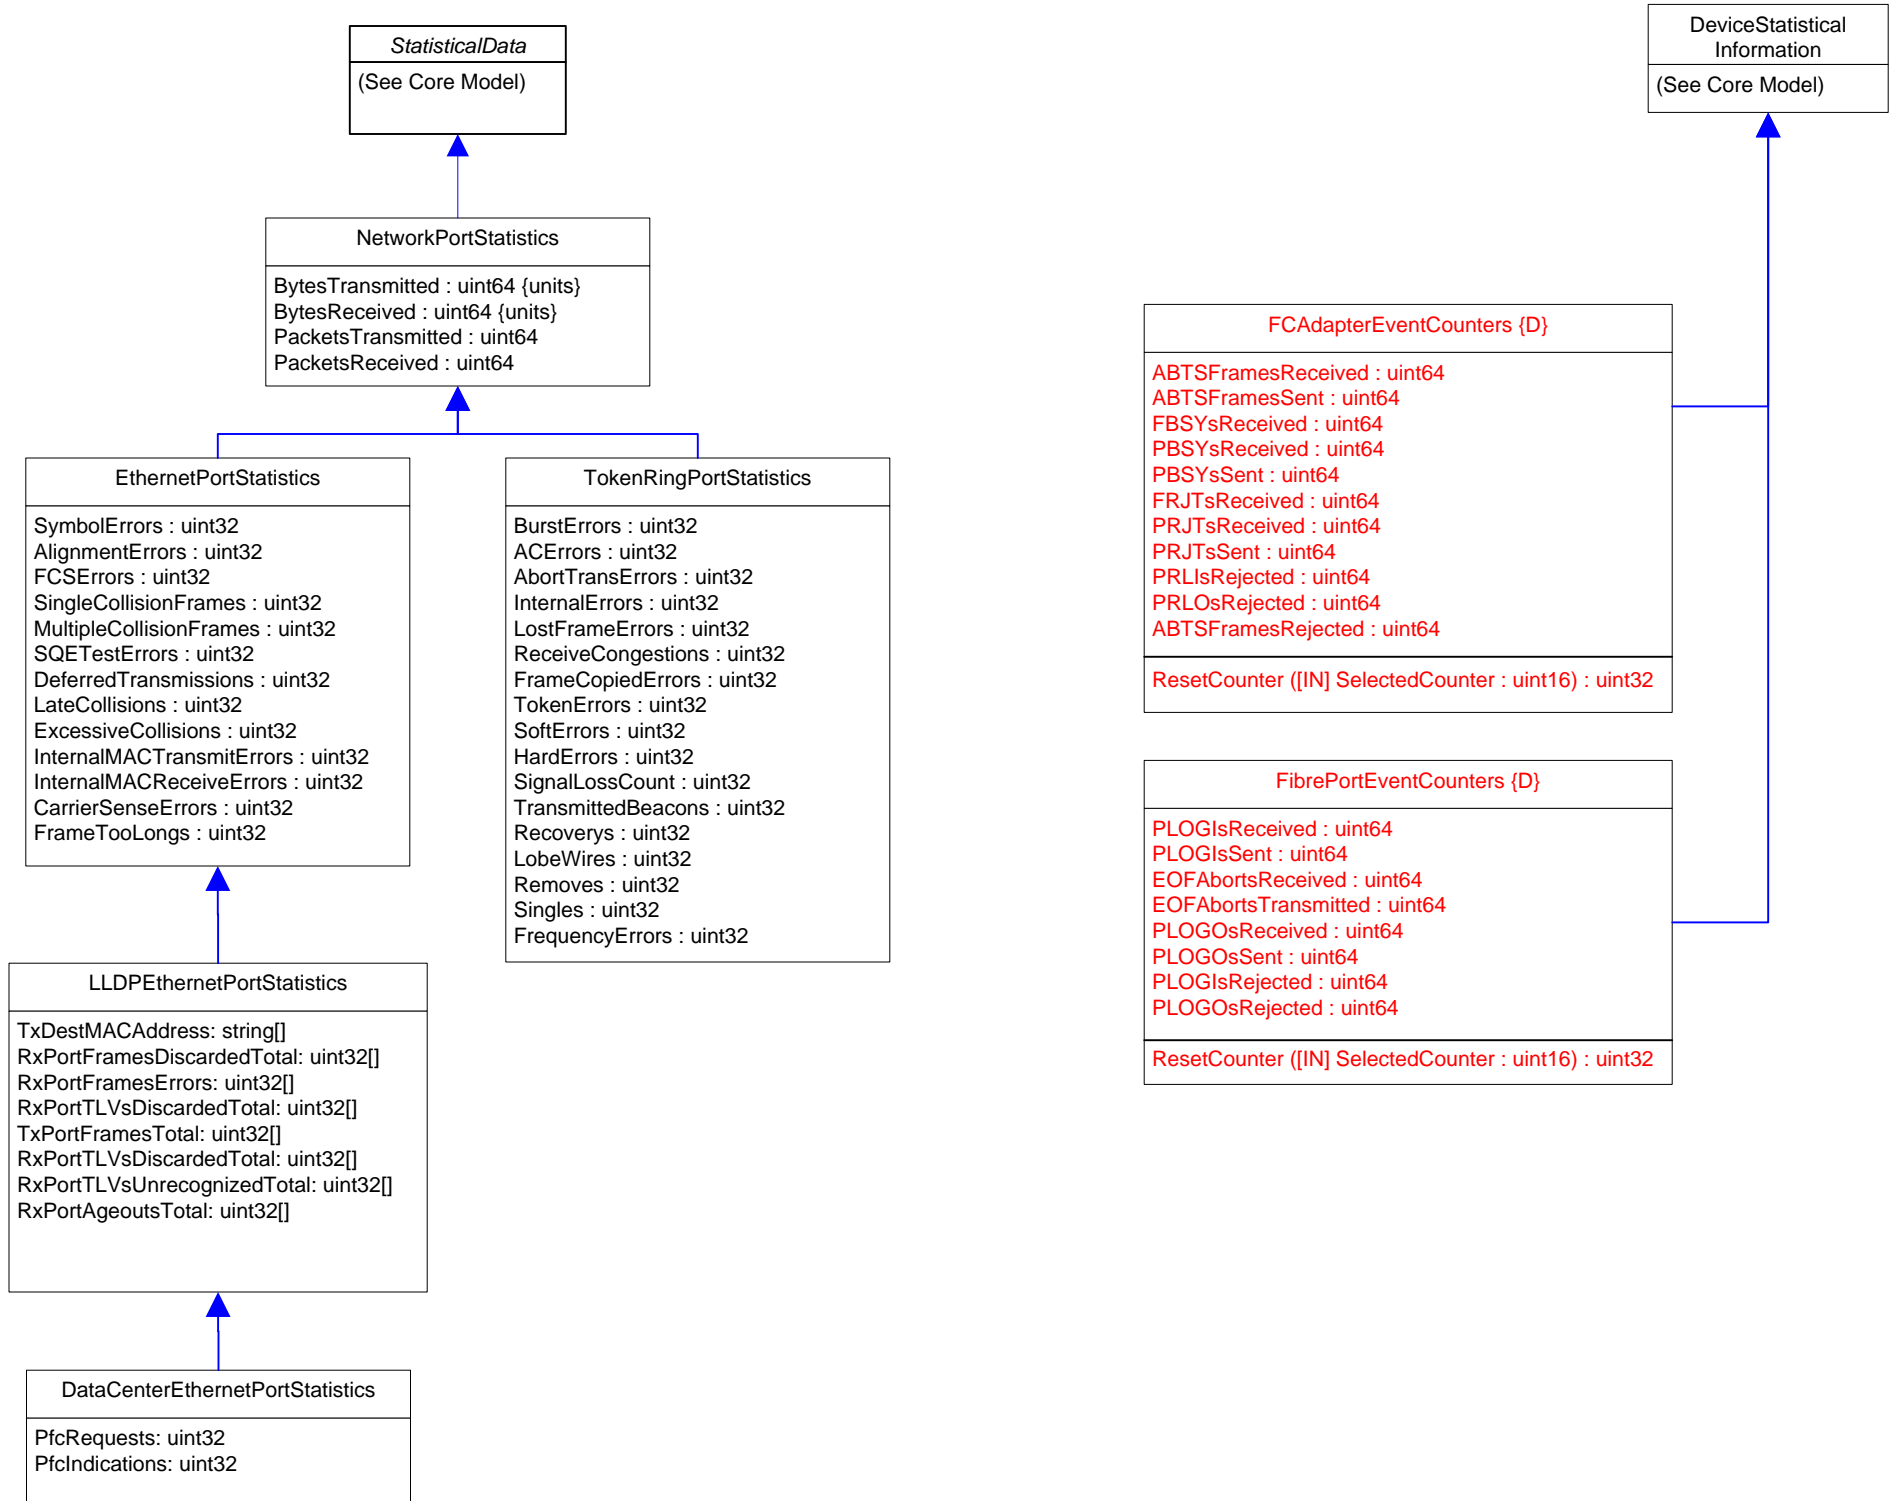 StatisticalData
(See Core Model)
DeviceStatistical
Information
(See Core Model)
NetworkPortStatistics
BytesTransmitted : uint64 {units}
BytesReceived : uint64 {units}
PacketsTransmitted : uint64
PacketsReceived : uint64
EthernetPortStatistics
SymbolErrors : uint32
AlignmentErrors : uint32
FCSErrors : uint32
SingleCollisionFrames : uint32
MultipleCollisionFrames : uint32
SQETestErrors : uint32
DeferredTransmissions : uint32
LateCollisions : uint32
ExcessiveCollisions : uint32
InternalMACTransmitErrors : uint32
InternalMACReceiveErrors : uint32
CarrierSenseErrors : uint32
FrameTooLongs : uint32
TokenRingPortStatistics
BurstErrors : uint32
ACErrors : uint32
AbortTransErrors : uint32
InternalErrors : uint32
LostFrameErrors : uint32
ReceiveCongestions : uint32
FrameCopiedErrors : uint32
TokenErrors : uint32
SoftErrors : uint32
HardErrors : uint32
SignalLossCount : uint32
TransmittedBeacons : uint32
Recoverys : uint32
LobeWires : uint32
Removes : uint32
Singles : uint32
FrequencyErrors : uint32
LLDPEthernetPortStatistics
TxDestMACAddress: string[]
RxPortFramesDiscardedTotal: uint32[]
RxPortFramesErrors: uint32[]
RxPortTLVsDiscardedTotal: uint32[]
TxPortFramesTotal: uint32[]
RxPortTLVsDiscardedTotal: uint32[]
RxPortTLVsUnrecognizedTotal: uint32[]
RxPortAgeoutsTotal: uint32[]
DataCenterEthernetPortStatistics
PfcRequests: uint32
PfcIndications: uint32
FCAdapterEventCounters {D}
ABTSFramesReceived : uint64
ABTSFramesSent : uint64
FBSYsReceived : uint64
PBSYsReceived : uint64
PBSYsSent : uint64
FRJTsReceived : uint64
PRJTsReceived : uint64
PRJTsSent : uint64
PRLIsRejected : uint64
PRLOsRejected : uint64
ABTSFramesRejected : uint64
ResetCounter ([IN] SelectedCounter : uint16) : uint32
FibrePortEventCounters {D}
PLOGIsReceived : uint64
PLOGIsSent : uint64
EOFAbortsReceived : uint64
EOFAbortsTransmitted : uint64
PLOGOsReceived : uint64
PLOGOsSent : uint64
PLOGIsRejected : uint64
PLOGOsRejected : uint64
ResetCounter ([IN] SelectedCounter : uint16) : uint32